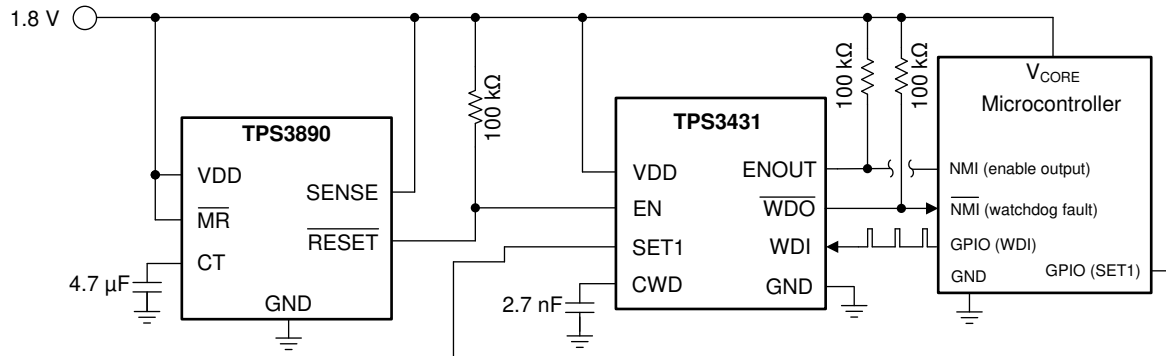 1.8 V
100 kΩ
100 kΩ
100 kΩ
TPS3890
VDD
MR
CT
SENSE
RESET
GND
4.7 µF
TPS3431
VDD
EN
SET1
CWD
ENOUT
WDO
WDI
GND
2.7 nF
VCORE
Microcontroller
NMI (enable output)
NMI (watchdog fault)
GPIO (WDI)
GND
GPIO (SET1)